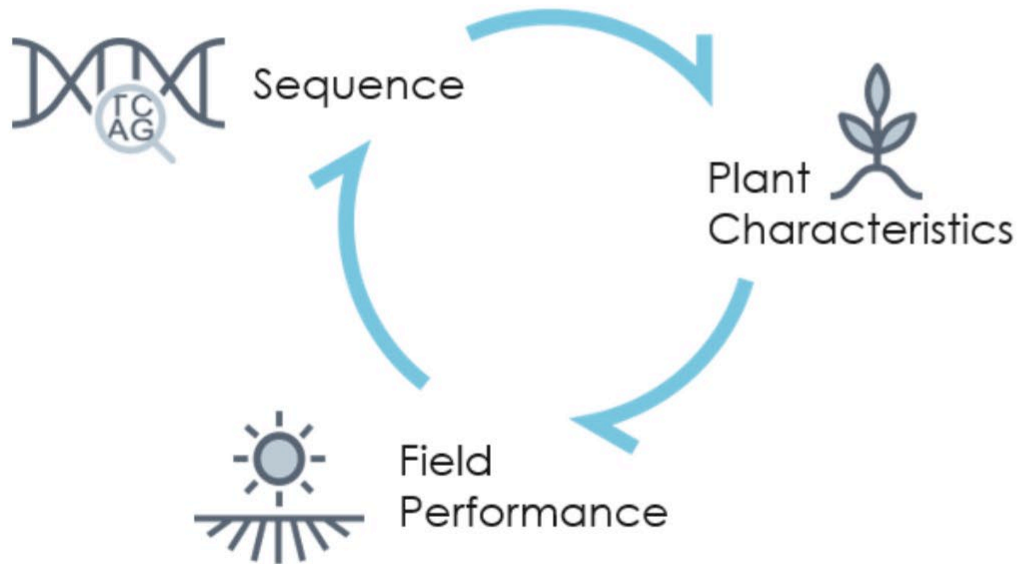 TC
AG
Sequence
Plant
Characteristics
Field
Performance